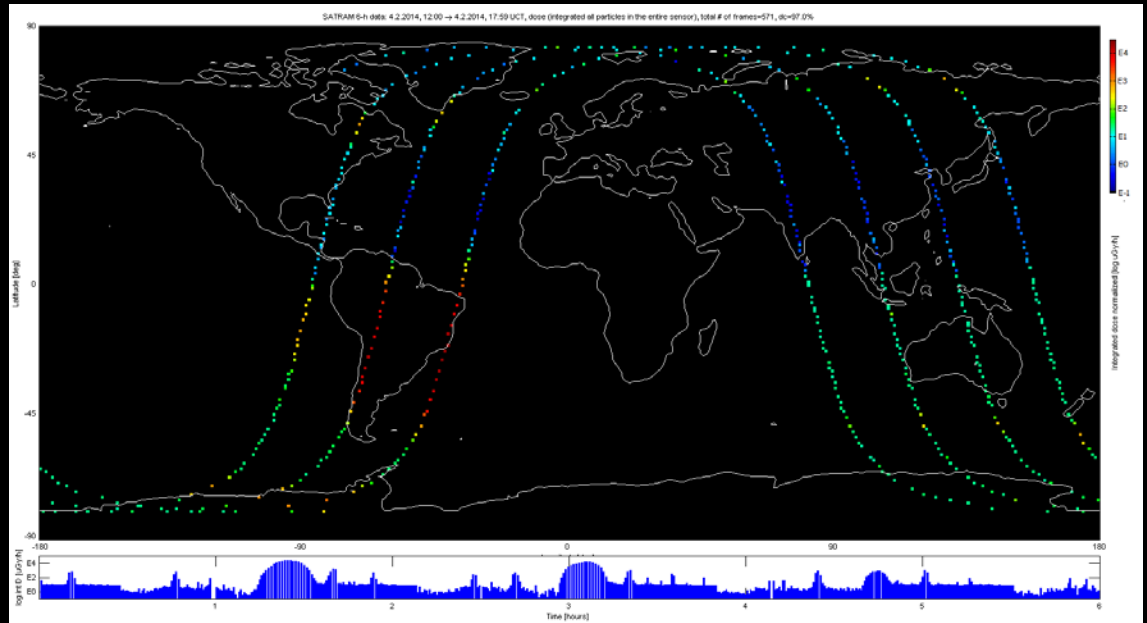 SATRAM 6-h data: 4.2.2014, 12:00 → 4.2.2014, 17:59 UCT, dose (integrated all particles in the entire sensor), total # of frames=571, dc=97.0%
90
45
0
-45
-90
Latitude [deg]
-180
-90
0
90
180
E4
E3
E2
E1
E0
E-1
Integrated dose normalized [log uGy/h]
log int D [uGy/h]
E4
E2
E0
1
2
3
4
5
6
Time [hours]